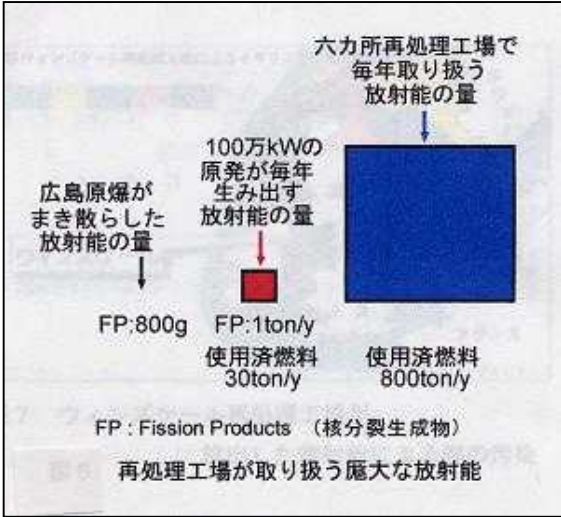 六カ所再処理工場で
毎年取り扱う
放射能の量
100万kWの
原発が毎年
生み出す
放射能の量
広島原爆が
まき散らした
放射能の量
FP:800g
FP:1ton/y
使用済燃料
30ton/y
使用済燃料
800ton/y
FP : Fission Products （核分裂生成物）
再処理工場が取り扱う厖大な放射能